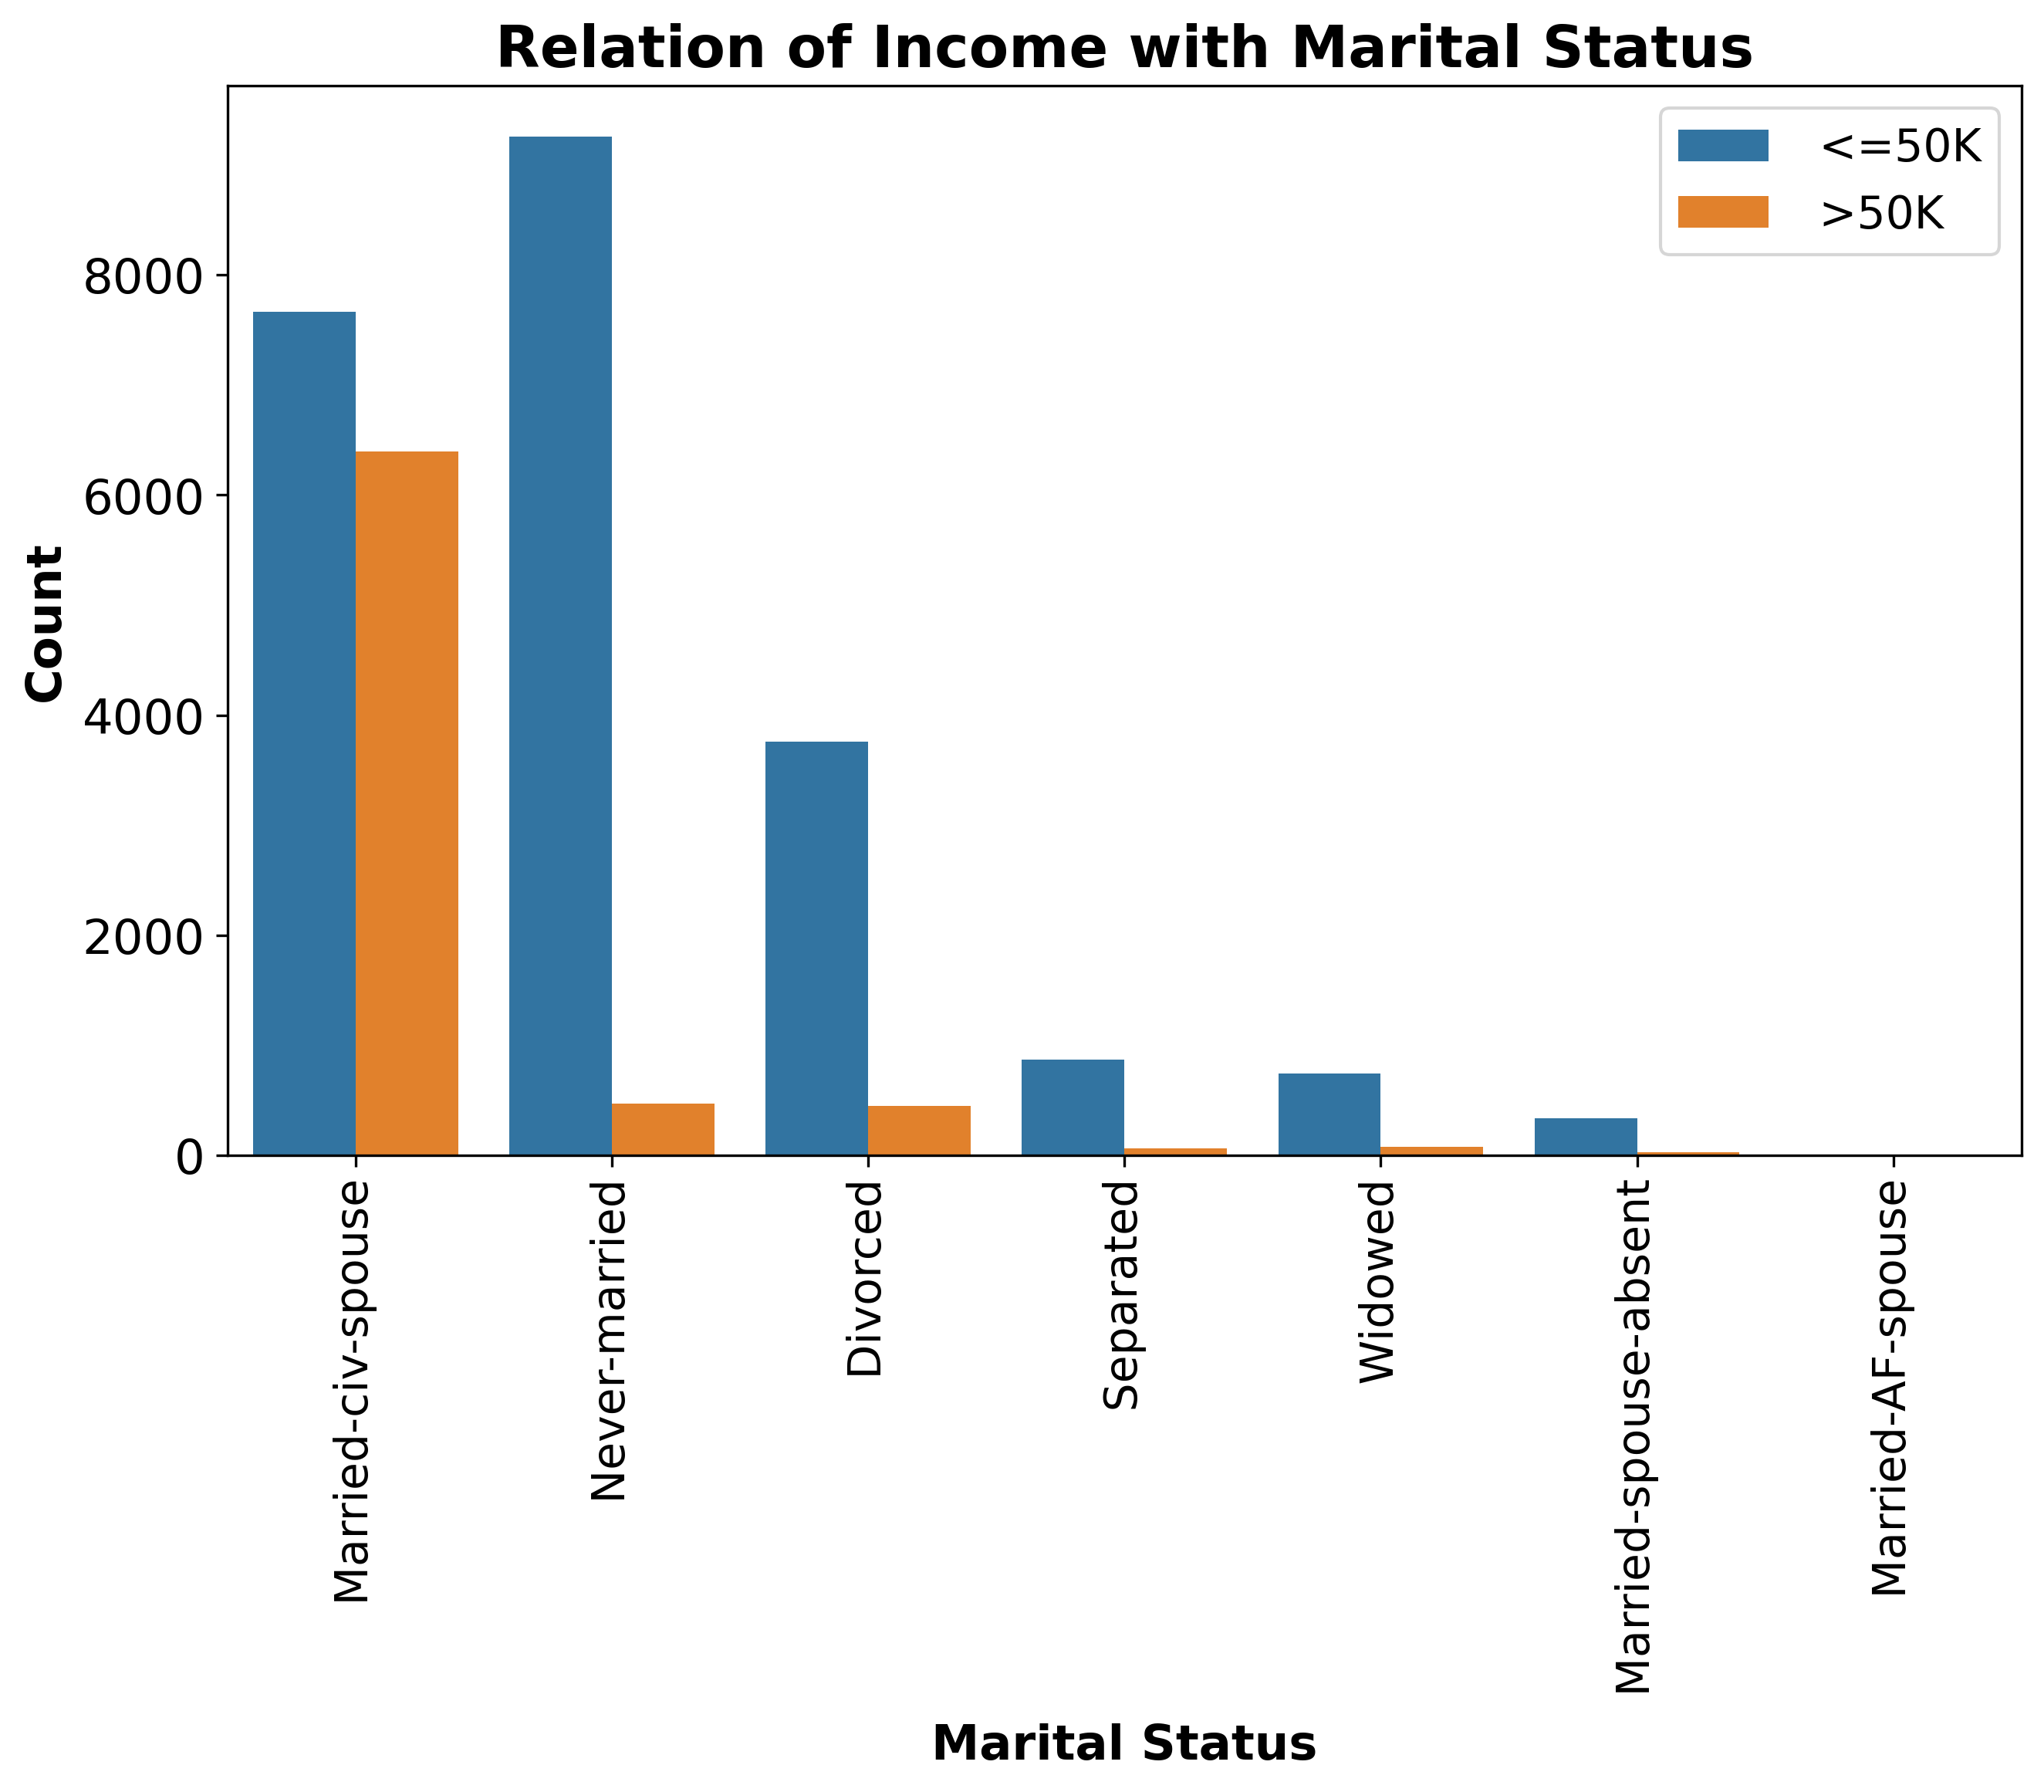 Relation of Income with Marital Status
<=50K
>50K
8000
6000
4000
2000
0
Count
Married-civ-spouse
Never-married
Divorced
Separated
Widowed
Married-spouse-absent
Married-AF-spouse
Marital Status